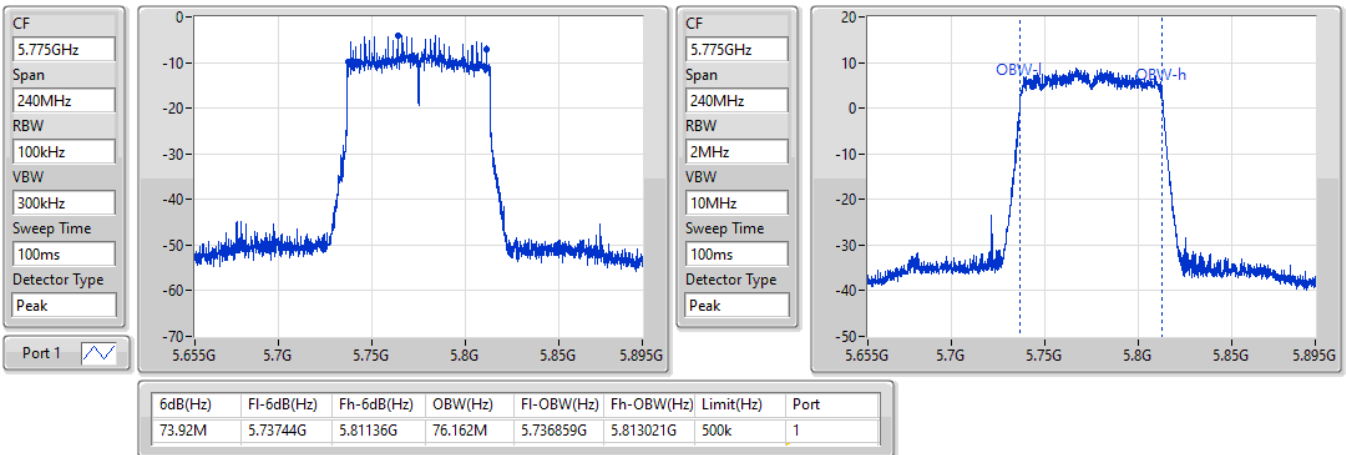 CF
5.775GHz
Span
240MHz
RBW
100kHz
VBW
300kHz
Sweep Time
100ms
Detector Type
Peak
Port 1
0
-10
-20
-30
-40
-50
-60
-70
5.655G 5.7G 5.75G 5.8G 5.85G 5.895G
CF
5.775GHz
Span
240MHz
RBW
2MHz
VBW
10MHz
Sweep Time
100ms
Detector Type
Peak
20
10
0
-10
-20
-30
-40
-50
OBW-l OBW-h
5.655G 5.7G 5.75G 5.8G 5.85G 5.895G
6dB(Hz) Fl-6dB(Hz) Fh-6dB(Hz) OBW(Hz) Fl-OBW(Hz) Fh-OBW(Hz) Limit(Hz) Port
73.92M 5.73744G 5.81136G 76.162M 5.736859G 5.813021G 500k 1